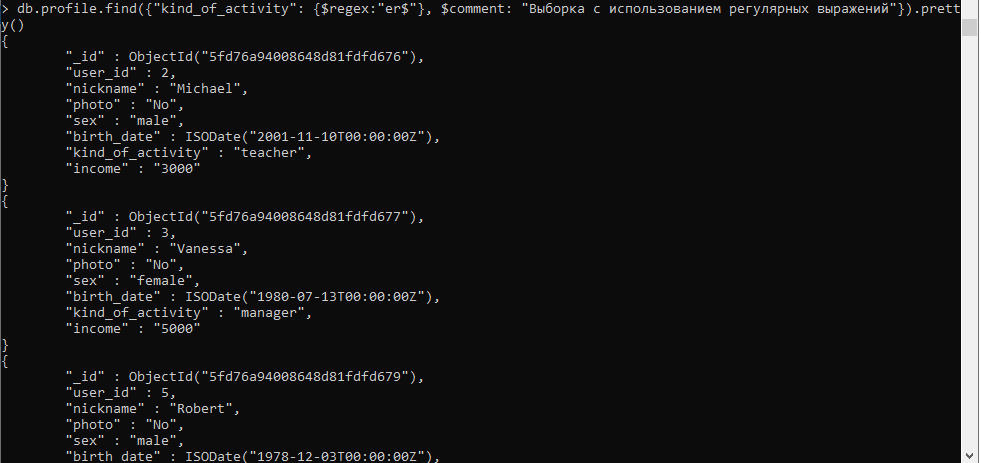 > db.profile.find({"kind_of_activity": {$regex:"er$"}, $comment: "Выборка с использованием регулярных выражений"}).prett
y()
{
        "_id" : ObjectId("5fd76a94008648d81fdfd676"),
        "user_id" : 2,
        "nickname" : "Michael",
        "photo" : "No",
        "sex" : "male",
        "birth_date" : ISODate("2001-11-10T00:00:00Z"),
        "kind_of_activity" : "teacher",
        "income" : "3000"
}
{
        "_id" : ObjectId("5fd76a94008648d81fdfd677"),
        "user_id" : 3,
        "nickname" : "Vanessa",
        "photo" : "No",
        "sex" : "female",
        "birth_date" : ISODate("1980-07-13T00:00:00Z"),
        "kind_of_activity" : "manager",
        "income" : "5000"
}
{
        "_id" : ObjectId("5fd76a94008648d81fdfd679"),
        "user_id" : 5,
        "nickname" : "Robert",
        "photo" : "No",
        "sex" : "male",
        "birth_date" : ISODate("1978-12-03T00:00:00Z"),